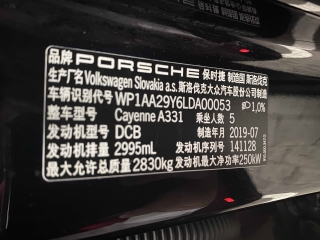 品牌 PORSCHE 保时捷 制造国 斯洛伐克
生产厂名 Volkswagen Slovakia a.s. 斯洛伐克大众汽车股份公司制造
车辆识别代号 WP1AA29Y6LDA00053 1,0%
整车型号 Cayenne A331 乘坐人数 5
发动机型号 DCB 制造年月 2019-07
发动机排量 2995mL 发动机序列号 141128
最大允许总质量 2830kg 发动机最大净功率 250kW